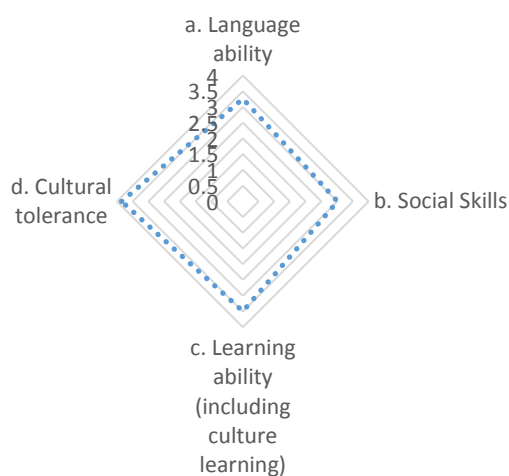 a. Language
ability
4
3.5
3
2.5
2
1.5
1
0.5
0
d. Cultural
tolerance
b. Social Skills
c. Learning
ability
(including
culture
learning)